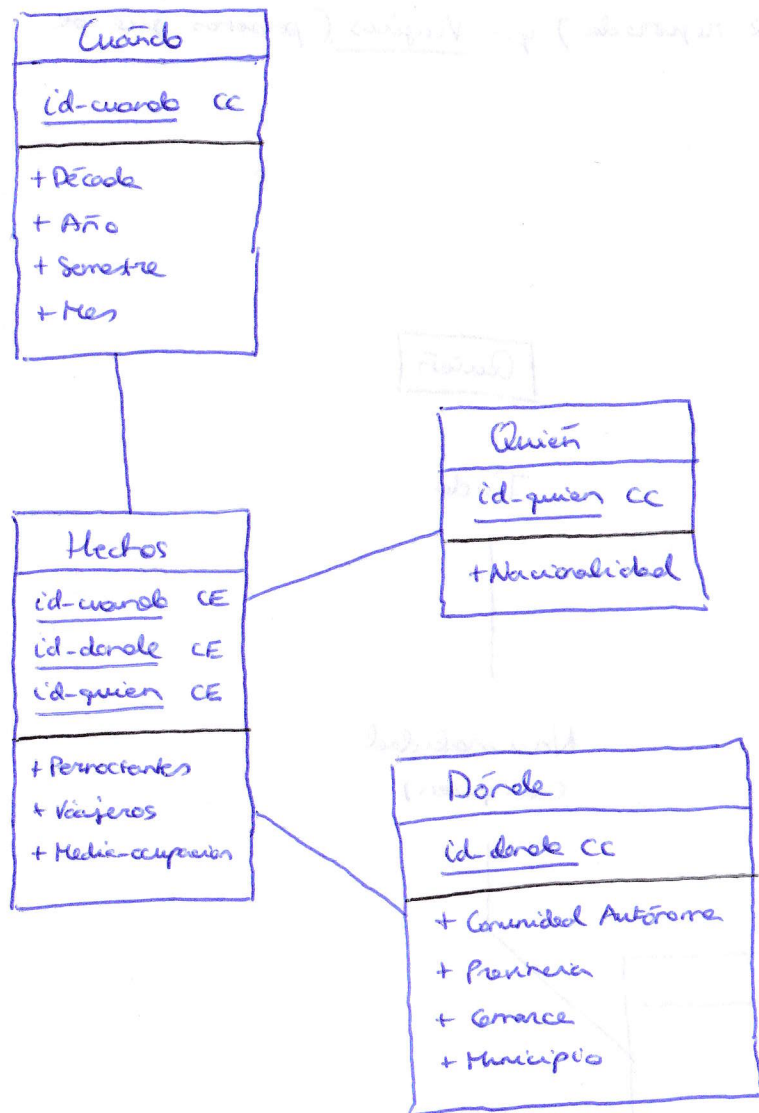 Cuándo
id-cuando CC
+ Década
+ Año
+ Semestre
+ Mes
Quién
id-quien CC
+ Nacionalidad
Hechos
id-cuando CE
id-donde CE
id-quien CE
+ Pernoctantes
+ Viajeros
+ Media-ocupacion
Dónde
id-donde CC
+ Comunidad Autónoma
+ Provincia
+ Comarca
+ Municipio